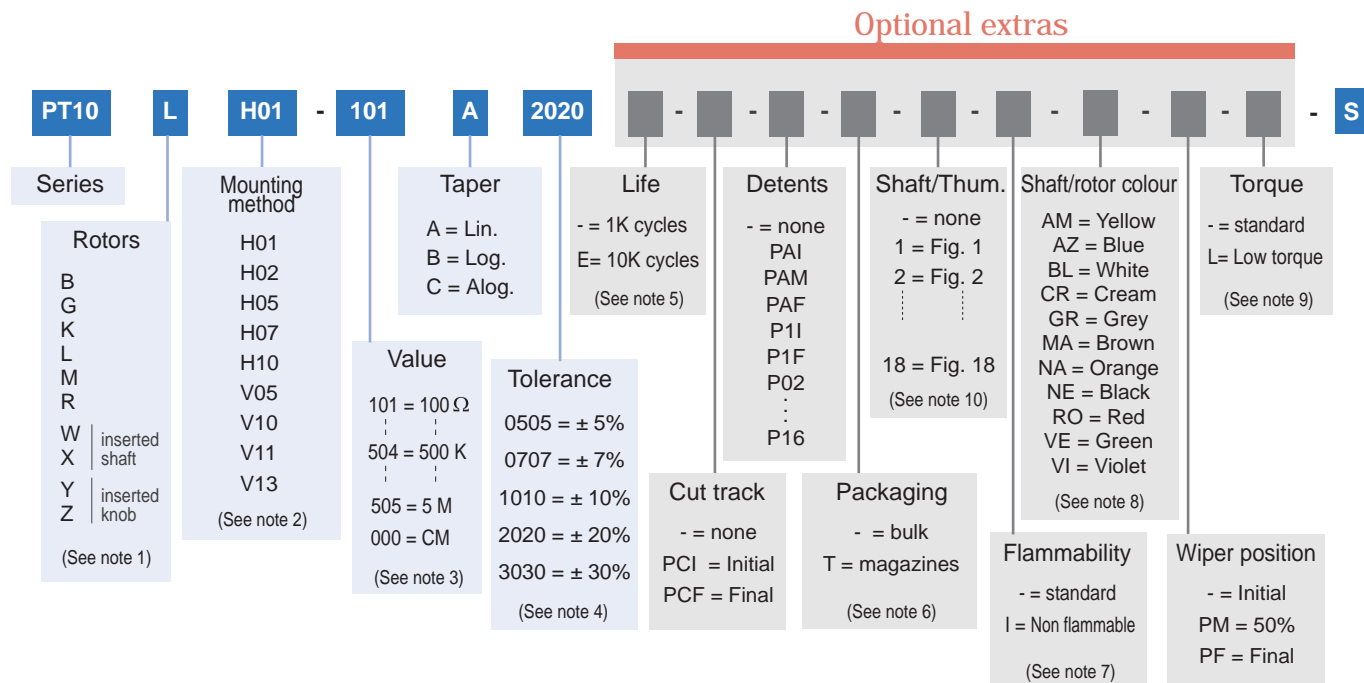 Optional extras
PT10 L H01 - 101 A 2020 - - - - - - - - - S
Series
Rotors
B
G
K
L
M
R
W
X
inserted
shaft
Y
Z
inserted
knob
(See note 1)
Mounting
method
H01
H02
H05
H07
H10
V05
V10
V11
V13
(See note 2)
Value
101 = 100 Ω
504 = 500 K
505 = 5 M
000 = CM
(See note 3)
Taper
A = Lin.
B = Log.
C = Alog.
Tolerance
0505 = ± 5%
0707 = ± 7%
1010 = ± 10%
2020 = ± 20%
3030 = ± 30%
(See note 4)
Life
- = 1K cycles
E= 10K cycles
(See note 5)
Cut track
- = none
PCI = Initial
PCF = Final
Detents
- = none
PAI
PAM
PAF
P1I
P1F
P02
:
P16
Packaging
- = bulk
T = magazines
(See note 6)
Shaft/Thum.
- = none
1 = Fig. 1
2 = Fig. 2
18 = Fig. 18
(See note 10)
Flammability
- = standard
I = Non flammable
(See note 7)
Shaft/rotor colour
AM = Yellow
AZ = Blue
BL = White
CR = Cream
GR = Grey
MA = Brown
NA = Orange
NE = Black
RO = Red
VE = Green
VI = Violet
(See note 8)
Wiper position
- = Initial
PM = 50%
PF = Final
Torque
- = standard
L= Low torque
(See note 9)